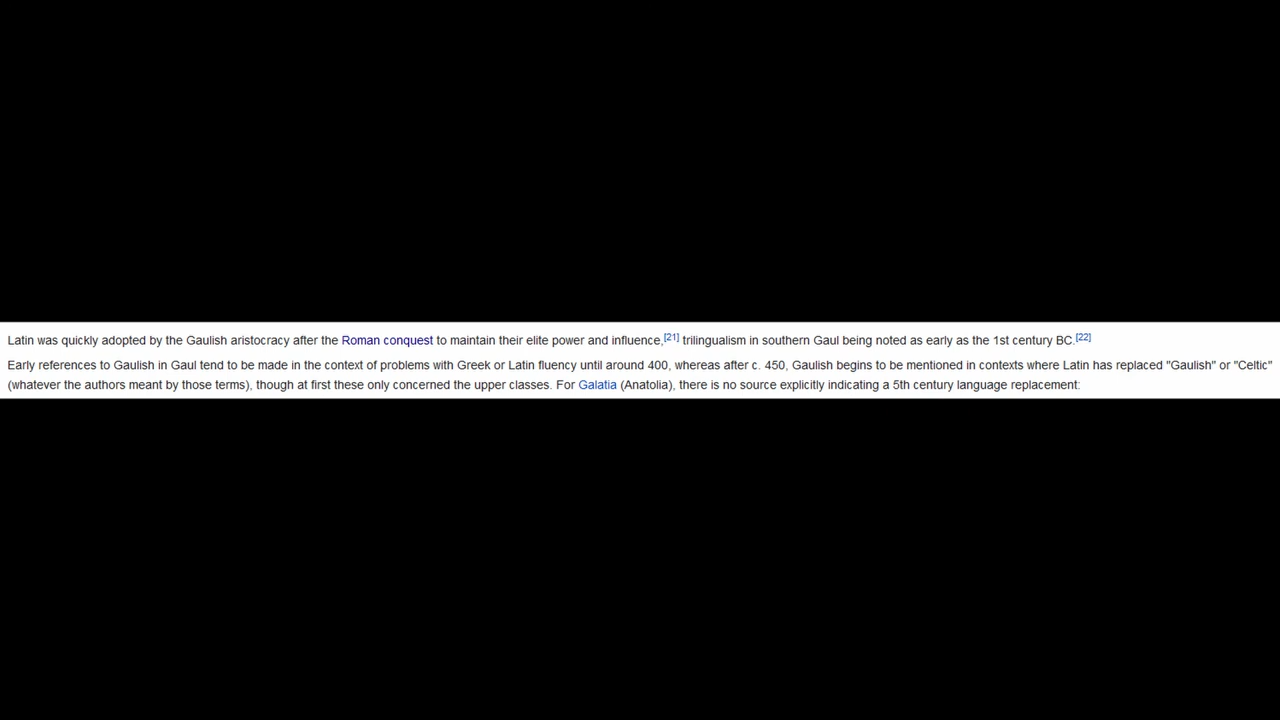 Latin was quickly adopted by the Gaulish aristocracy after the Roman conquest to maintain their elite power and influence,[21] trilingualism in southern Gaul being noted as early as the 1st century BC.[22]
Early references to Gaulish in Gaul tend to be made in the context of problems with Greek or Latin fluency until around 400, whereas after c. 450, Gaulish begins to be mentioned in contexts where Latin has replaced "Gaulish" or "Celtic"
(whatever the authors meant by those terms), though at first these only concerned the upper classes. For Galatia (Anatolia), there is no source explicitly indicating a 5th century language replacement: